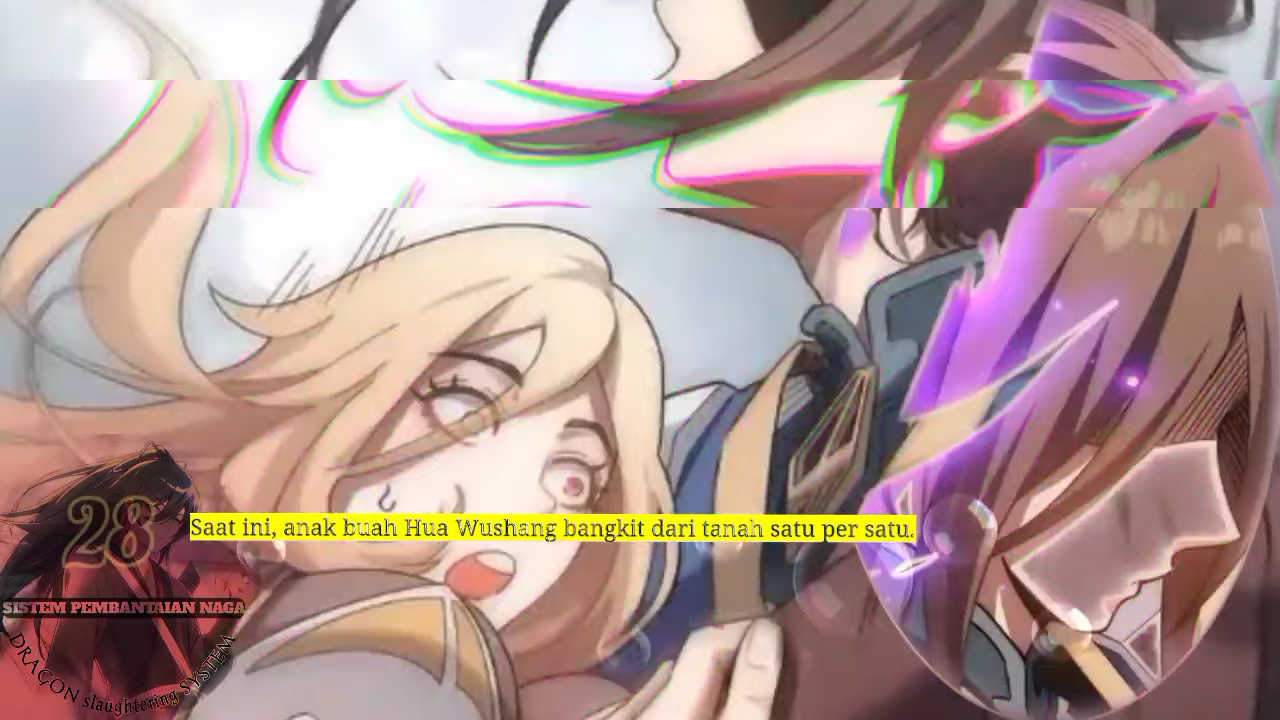 Saat ini, anak buah Hua Wushang bangkit dari tanah satu per satu.
28
SISTEM PEMBANTAIAN NAGA
DRAGON slaughtering SYSTEM